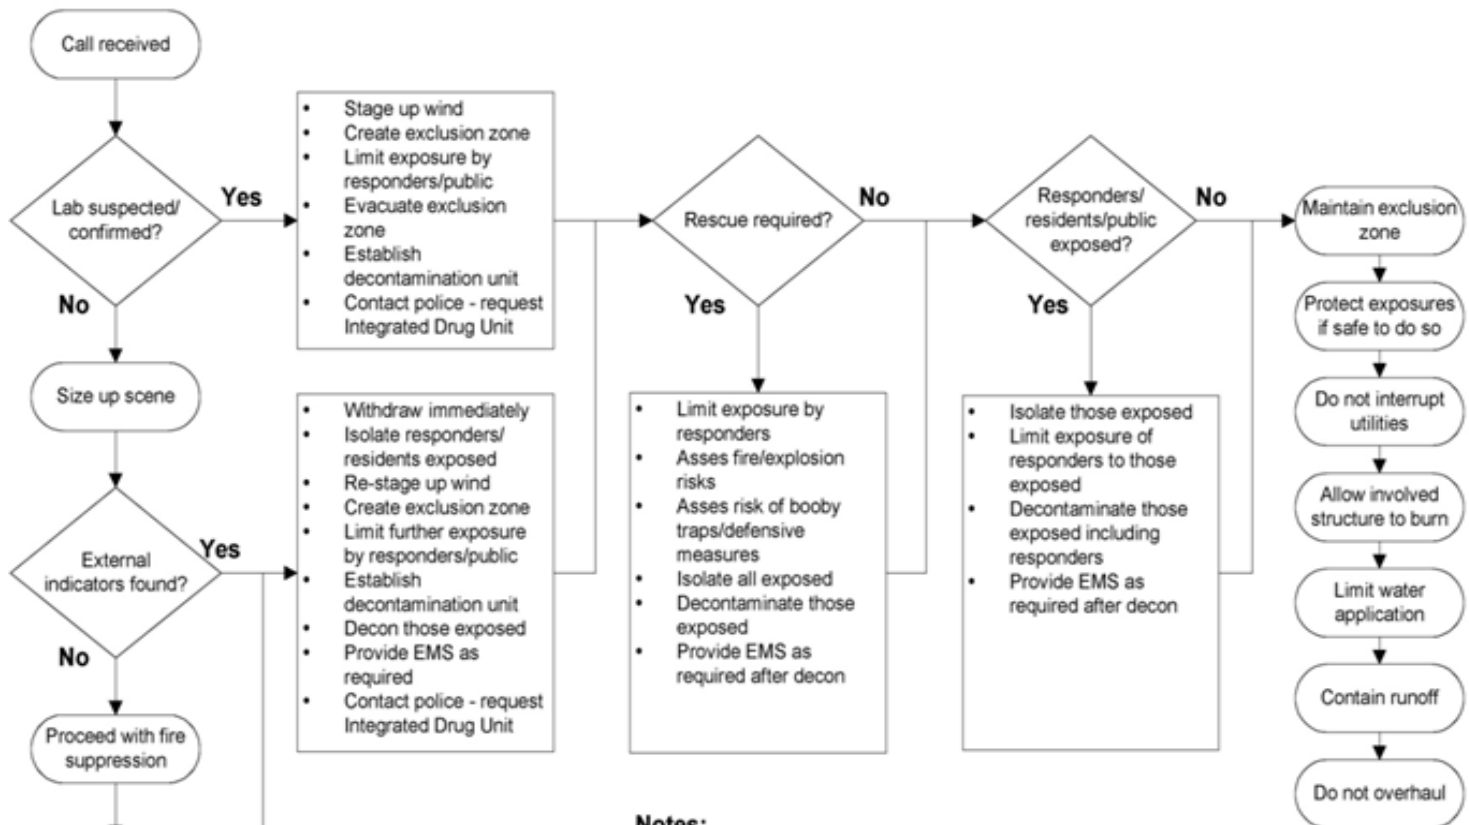 Call received
Lab suspected/
confirmed?
Yes
No
Size up scene
External
indicators found?
Yes
No
Proceed with fire
suppression
• Stage up wind
• Create exclusion zone
• Limit exposure by
responders/public
• Evacuate exclusion
zone
• Establish
decontamination unit
• Contact police - request
Integrated Drug Unit
• Withdraw immediately
• Isolate responders/
residents exposed
• Re-stage up wind
• Create exclusion zone
• Limit further exposure
by responders/public
• Establish
decontamination unit
• Decon those exposed
• Provide EMS as
required
• Contact police - request
Integrated Drug Unit
Rescue required?
No
Yes
• Limit exposure by
responders
• Asses fire/explosion
risks
• Asses risk of booby
traps/defensive
measures
• Isolate all exposed
• Decontaminate those
exposed
• Provide EMS as
required after decon
Responders/
residents/public
exposed?
No
Yes
• Isolate those exposed
• Limit exposure of
responders to those
exposed
• Decontaminate those
exposed including
responders
• Provide EMS as
required after decon
Maintain exclusion
zone
Protect exposures
if safe to do so
Do not interrupt
utilities
Allow involved
structure to burn
Limit water
application
Contain runoff
Do not overhaul
Notes: